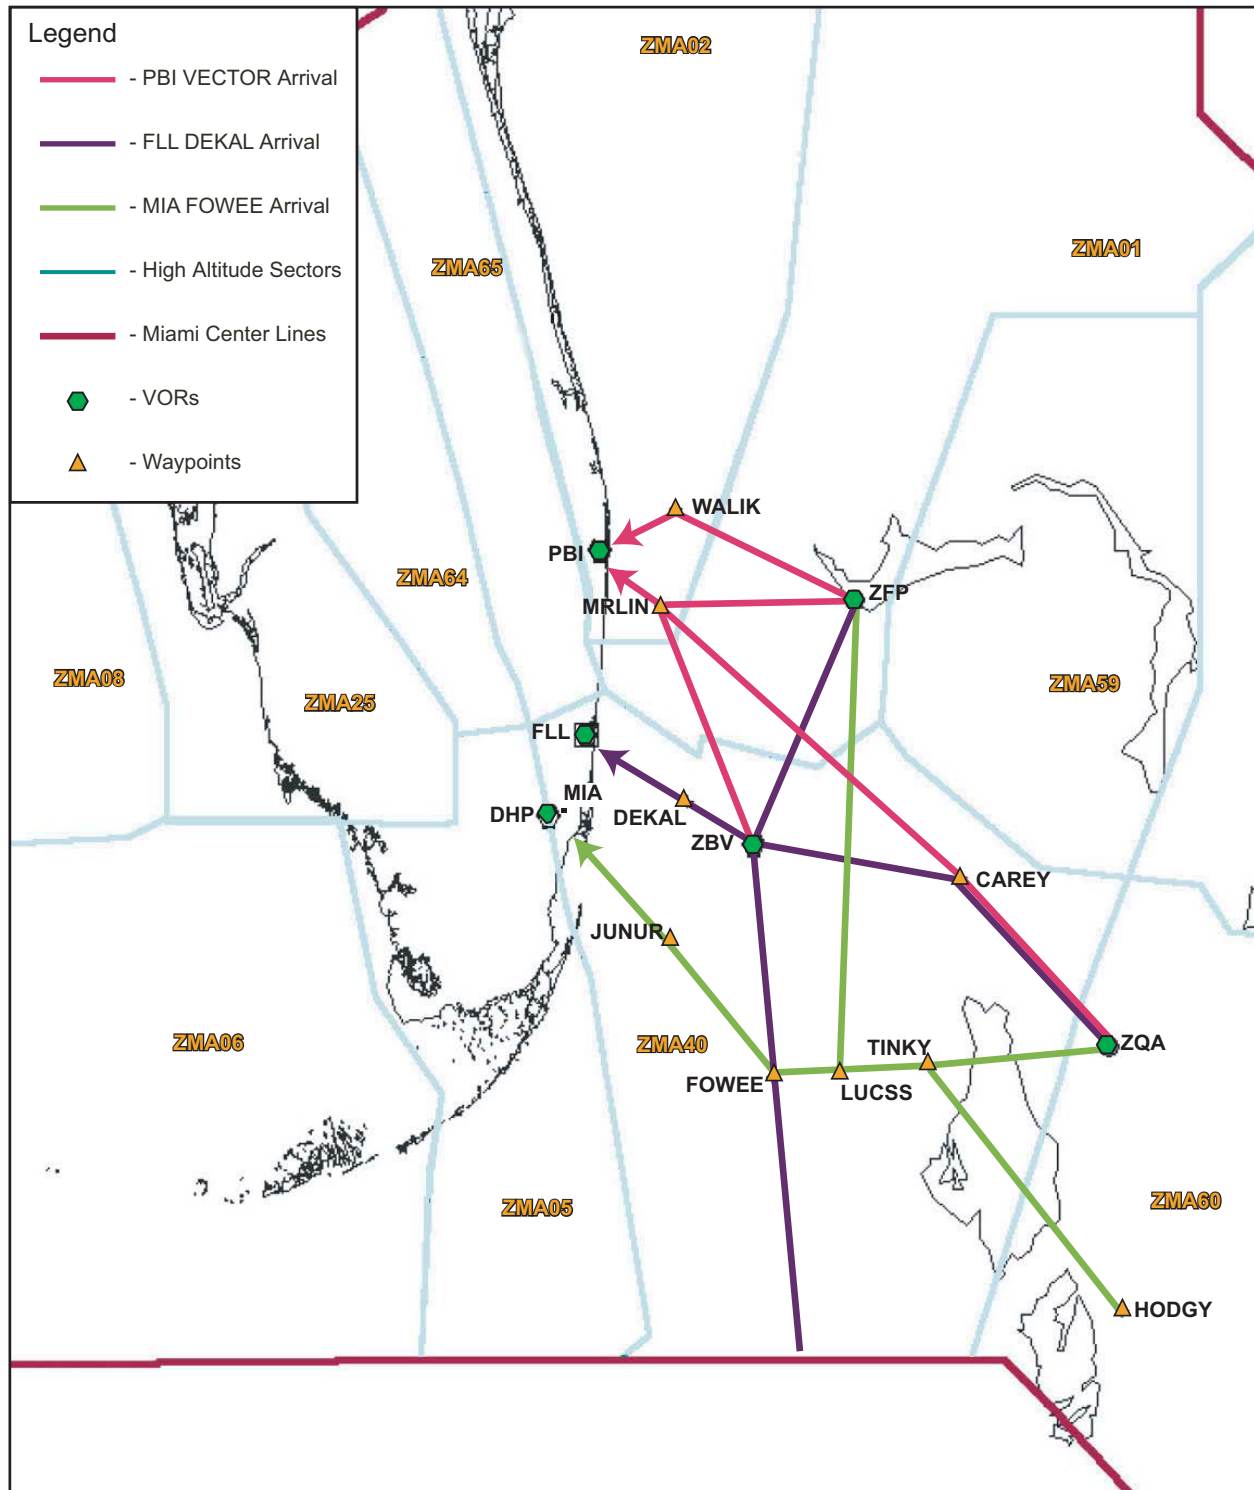 Legend
- PBI VECTOR Arrival
- FLL DEKAL Arrival
- MIA FOWEE Arrival
- High Altitude Sectors
- Miami Center Lines
- VORs
- Waypoints
ZMA02
ZMA01
ZMA65
WALIK
PBI
ZMA64
ZFP
MRLIN
ZMA08
ZMA59
ZMA25
FLL
MIA
DHP
DEKAL
ZBV
CAREY
JUNUR
ZMA06
ZMA40
TINKY
ZQA
FOWEE
LUCSS
ZMA05
ZMA60
HODGY